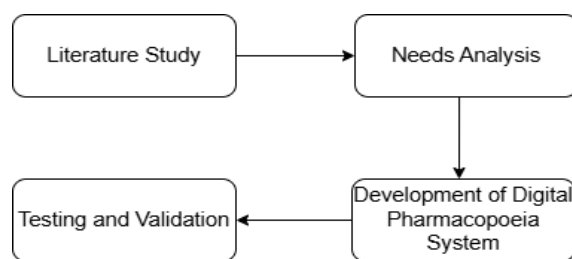 Literature Study
Needs Analysis
Development of Digital
Pharmacopoeia
System
Testing and Validation